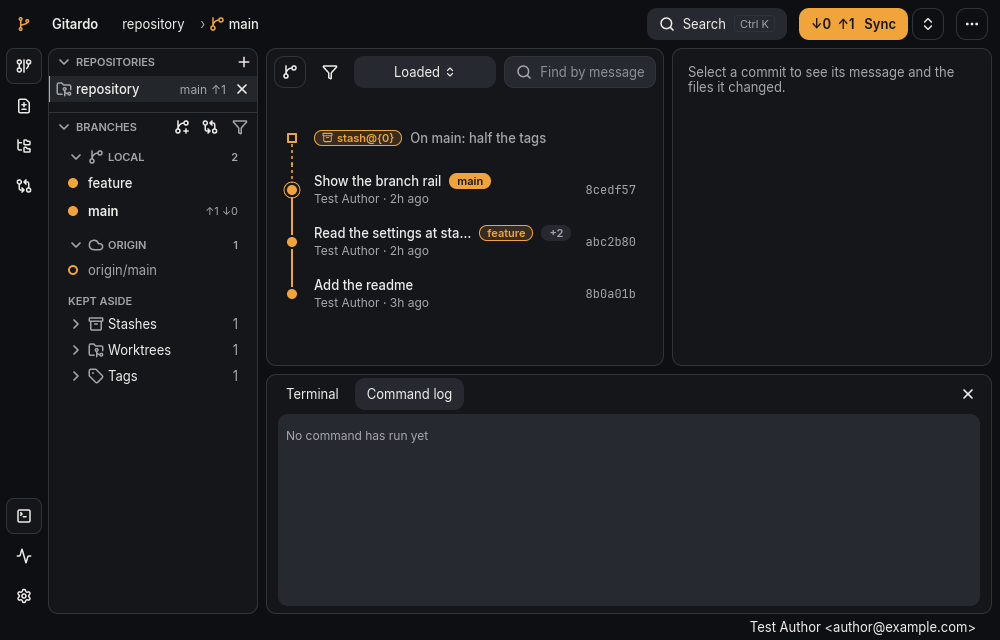 Gitardo repository › main Search Ctrl K ↓0 ↑1 Sync
REPOSITORIES
repository main ↑1
BRANCHES
LOCAL 2
feature
main ↑1 ↓0
ORIGIN 1
origin/main
KEPT ASIDE
Stashes 1
Worktrees 1
Tags 1
Loaded Find by message
stash@{0} On main: half the tags
Show the branch rail main
Test Author · 2h ago 8cedf57
Read the settings at sta... feature +2
Test Author · 2h ago abc2b80
Add the readme
Test Author · 3h ago 8b0a01b
Select a commit to see its message and the
files it changed.
Terminal Command log
No command has run yet
Test Author <author@example.com>